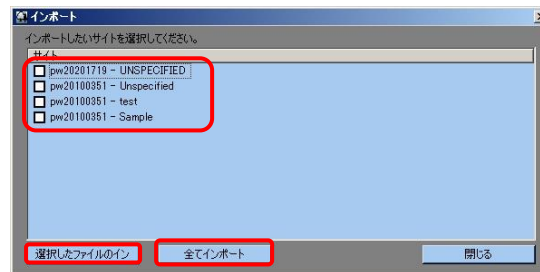 インポート
インポートしたいサイトを選択してください。
サイト
pw20201719 - UNSPECIFIED
pw20100351 - Unspecified
pw20100351 - test
pw20100351 - Sample
選択したファイルのイン
全てインポート
閉じる